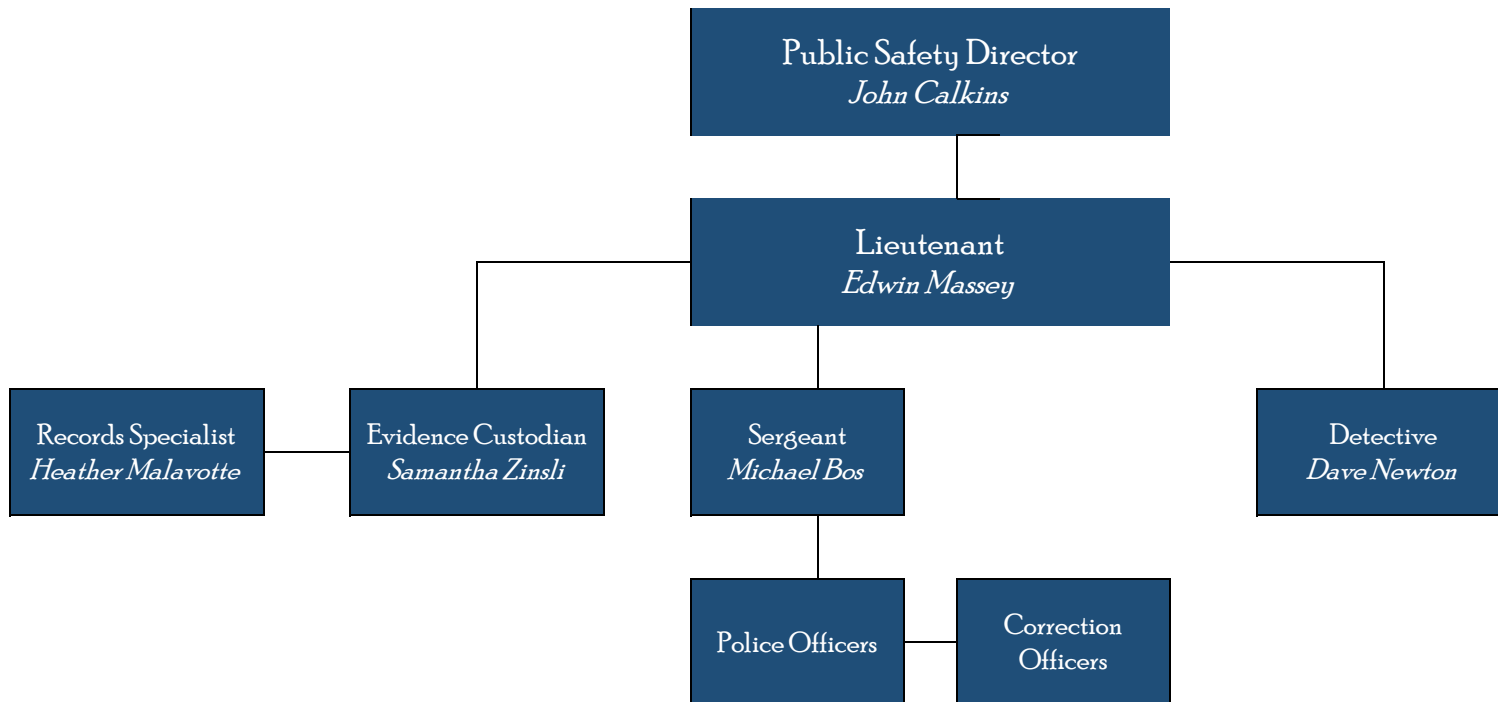 Public Safety Director
John Calkins
Lieutenant
Edwin Massey
Records Specialist
Heather Malavotte
Evidence Custodian
Samantha Zinsli
Sergeant
Michael Bos
Detective
Dave Newton
Police Officers
Correction
Officers